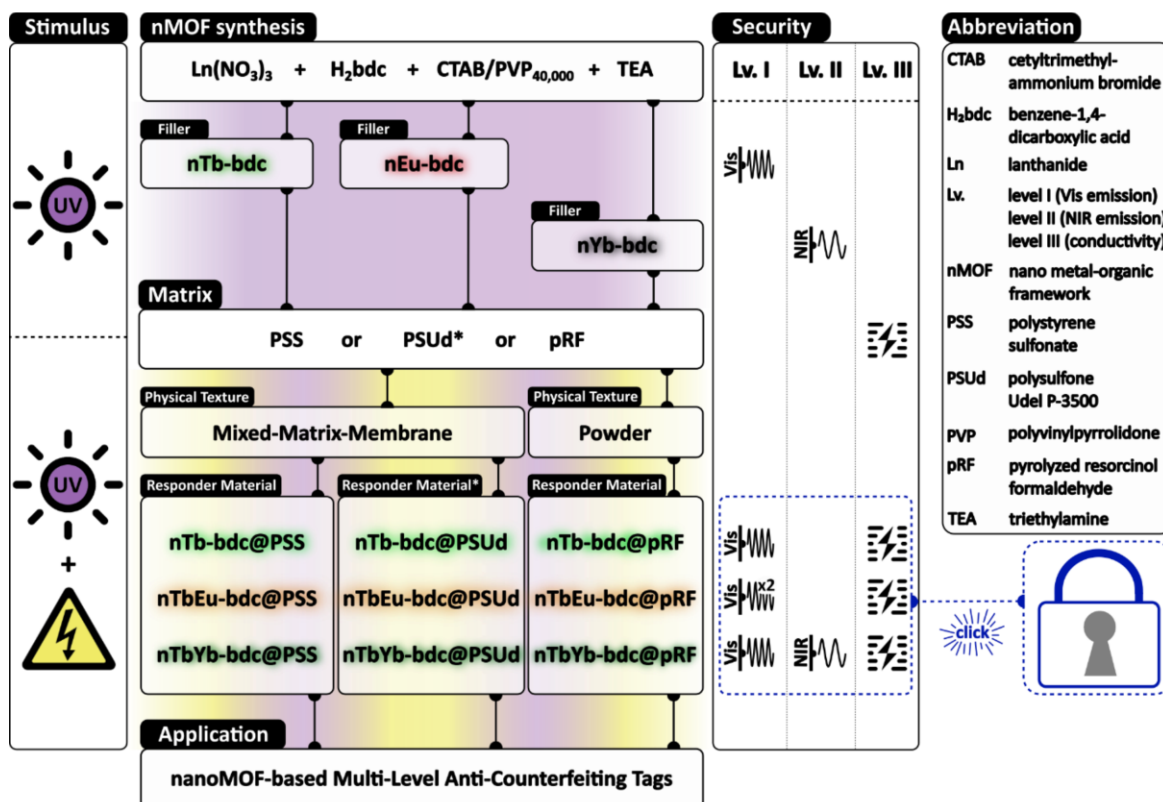 Stimulus
UV
UV
+
nMOF synthesis
Ln(NO₃)₃ + H₂bdc + CTAB/PVP₄₀,₀₀₀ + TEA
Filler
nTb-bdc
Filler
nEu-bdc
Filler
nYb-bdc
Matrix
PSS or PSUd* or pRF
Physical Texture
Mixed-Matrix-Membrane
Physical Texture
Powder
Responder Material
nTb-bdc@PSS
nTbEu-bdc@PSS
nTbYb-bdc@PSS
Responder Material*
nTb-bdc@PSUd
nTbEu-bdc@PSUd
nTbYb-bdc@PSUd
Responder Material
nTb-bdc@pRF
nTbEu-bdc@pRF
nTbYb-bdc@pRF
Application
nanoMOF-based Multi-Level Anti-Counterfeiting Tags
Security
Lv. I Lv. II Lv. III
Vis
NIR
Vis
Vis x2
Vis NIR
Abbreviation
CTAB cetyltrimethyl-
ammonium bromide
H₂bdc benzene-1,4-
dicarboxylic acid
Ln lanthanide
Lv. level I (Vis emission)
level II (NIR emission)
level III (conductivity)
nMOF nano metal-organic
framework
PSS polystyrene
sulfonate
PSUd polysulfone
Udel P-3500
PVP polyvinylpyrrolidone
pRF pyrolyzed resorcinol
formaldehyde
TEA triethylamine
click